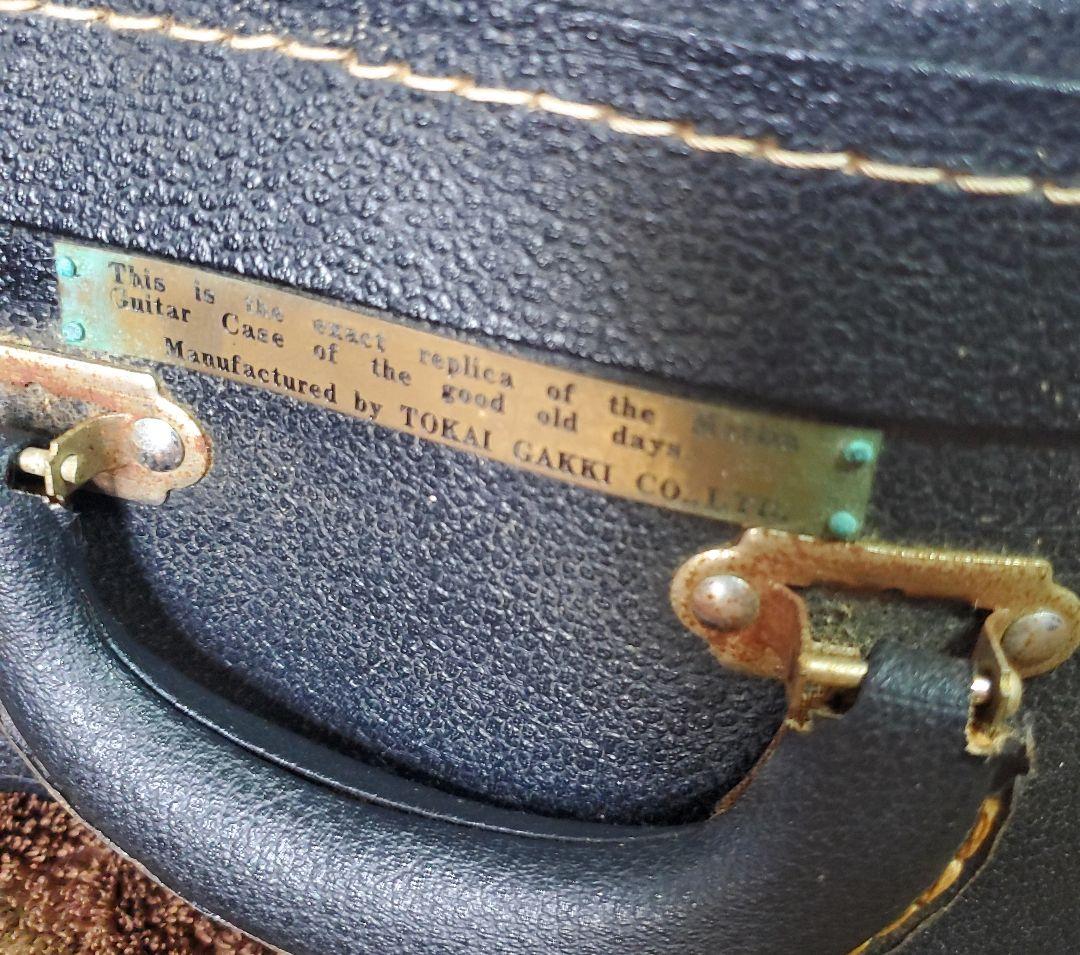 This is the exact replica of the
Guitar Case of the good old days.
Manufactured by TOKAI GAKKI CO., LTD.